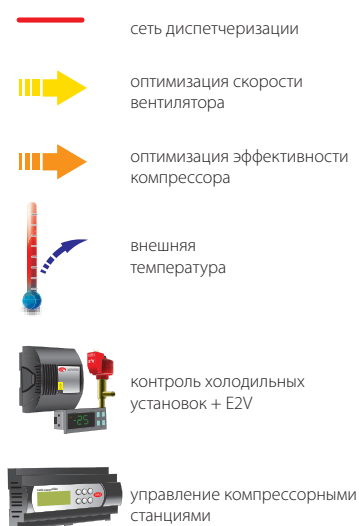 сеть диспетчеризации
оптимизация скорости
вентилятора
оптимизация эффективности
компрессора
внешняя
температура
-25
контроль холодильных
установок + E2V
управление компрессорными
станциями